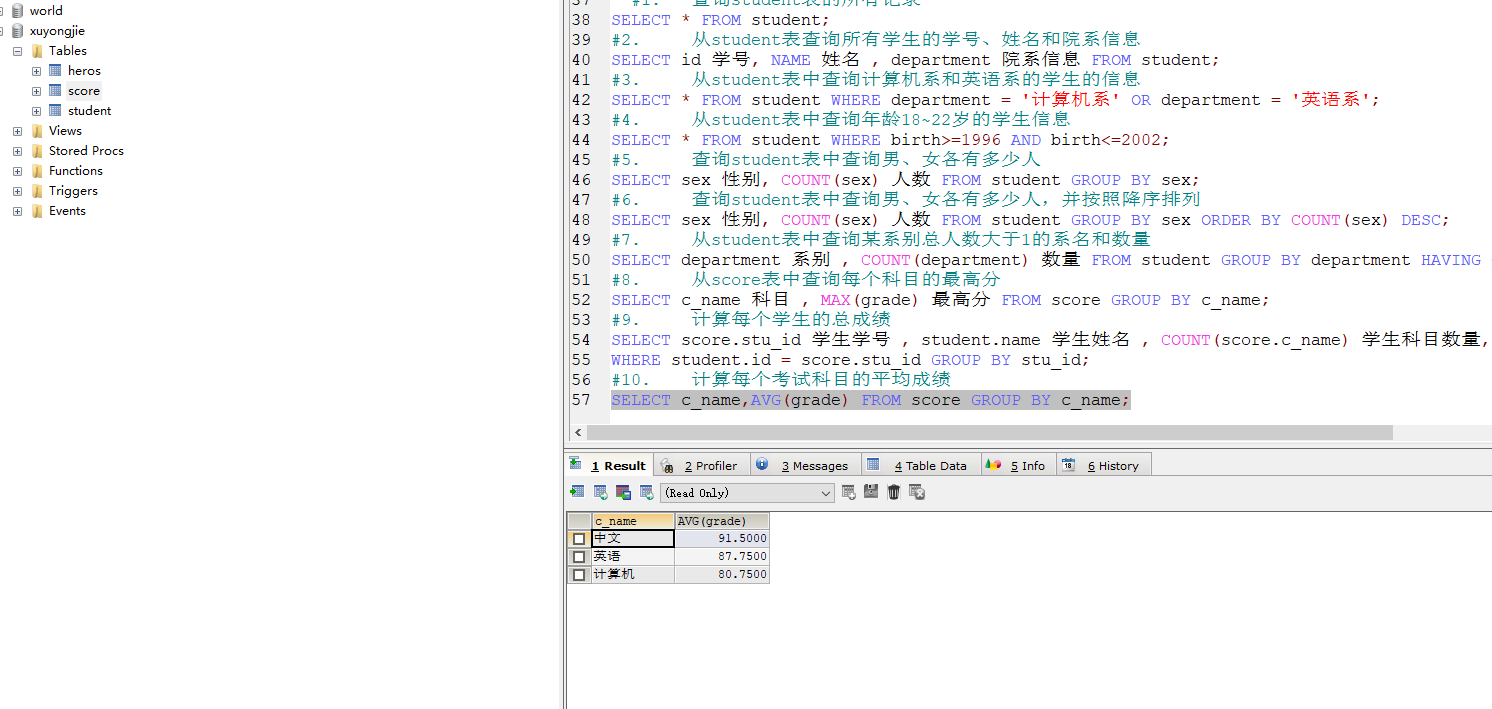 world
xuyongjie
Tables
heros
score
student
Views
Stored Procs
Functions
Triggers
Events
37 #1. 查询student表的所有记录
38 SELECT * FROM student;
39 #2. 从student表查询所有学生的学号、姓名和院系信息
40 SELECT id 学号, NAME 姓名 , department 院系信息 FROM student;
41 #3. 从student表中查询计算机系和英语系的学生的信息
42 SELECT * FROM student WHERE department = '计算机系' OR department = '英语系';
43 #4. 从student表中查询年龄18~22岁的学生信息
44 SELECT * FROM student WHERE birth>=1996 AND birth<=2002;
45 #5. 查询student表中查询男、女各有多少人
46 SELECT sex 性别, COUNT(sex) 人数 FROM student GROUP BY sex;
47 #6. 查询student表中查询男、女各有多少人，并按照降序排列
48 SELECT sex 性别, COUNT(sex) 人数 FROM student GROUP BY sex ORDER BY COUNT(sex) DESC;
49 #7. 从student表中查询某系别总人数大于1的系名和数量
50 SELECT department 系别 , COUNT(department) 数量 FROM student GROUP BY department HAVING
51 #8. 从score表中查询每个科目的最高分
52 SELECT c_name 科目 , MAX(grade) 最高分 FROM score GROUP BY c_name;
53 #9. 计算每个学生的总成绩
54 SELECT score.stu_id 学生学号 , student.name 学生姓名 , COUNT(score.c_name) 学生科目数量,
55 WHERE student.id = score.stu_id GROUP BY stu_id;
56 #10. 计算每个考试科目的平均成绩
57 SELECT c_name,AVG(grade) FROM score GROUP BY c_name;
1 Result 2 Profiler 3 Messages 4 Table Data 5 Info 18 6 History
(Read Only)
c_name AVG(grade)
中文 91.5000
英语 87.7500
计算机 80.7500